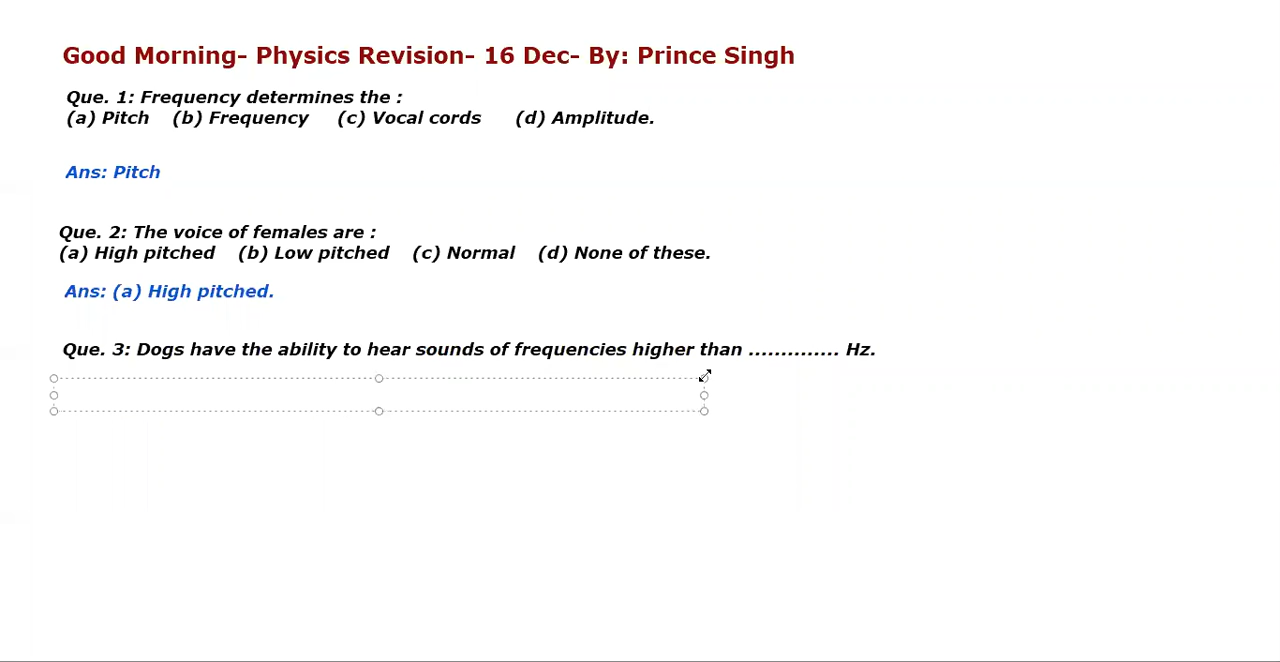 Good Morning- Physics Revision- 16 Dec- By: Prince Singh
Que. 1: Frequency determines the :
(a) Pitch (b) Frequency (c) Vocal cords (d) Amplitude.
Ans: Pitch
Que. 2: The voice of females are :
(a) High pitched (b) Low pitched (c) Normal (d) None of these.
Ans: (a) High pitched.
Que. 3: Dogs have the ability to hear sounds of frequencies higher than .............. Hz.